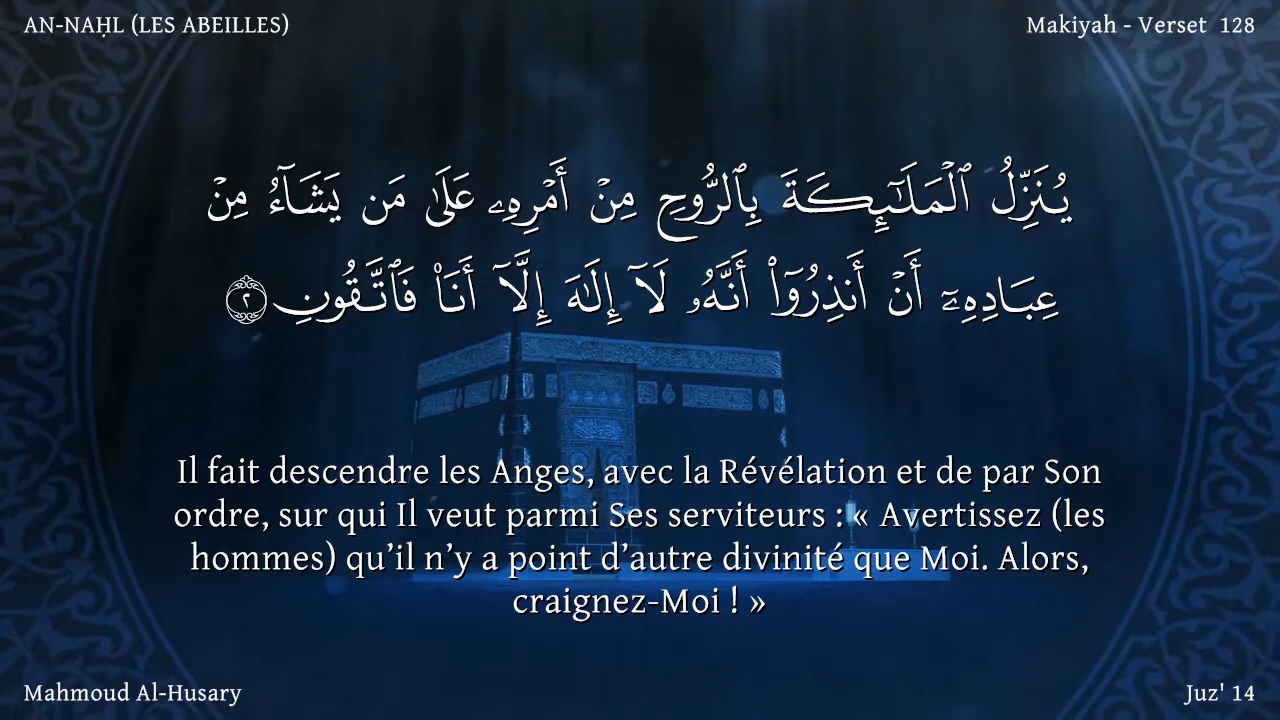 AN-NAḤL (LES ABEILLES)
Makiyah - Verset 128
يُنَزِّلُ ٱلْمَلَـٰٓئِكَةَ بِٱلرُّوحِ مِنْ أَمْرِهِۦ عَلَىٰ مَن يَشَآءُ مِنْ
عِبَادِهِۦٓ أَنْ أَنذِرُوٓا۟ أَنَّهُۥ لَآ إِلَـٰهَ إِلَّآ أَنَا۠ فَٱتَّقُونِ ٢
Il fait descendre les Anges, avec la Révélation et de par Son
ordre, sur qui Il veut parmi Ses serviteurs : « Avertissez (les
hommes) qu’il n’y a point d’autre divinité que Moi. Alors,
craignez-Moi ! »
Mahmoud Al-Husary
Juz' 14